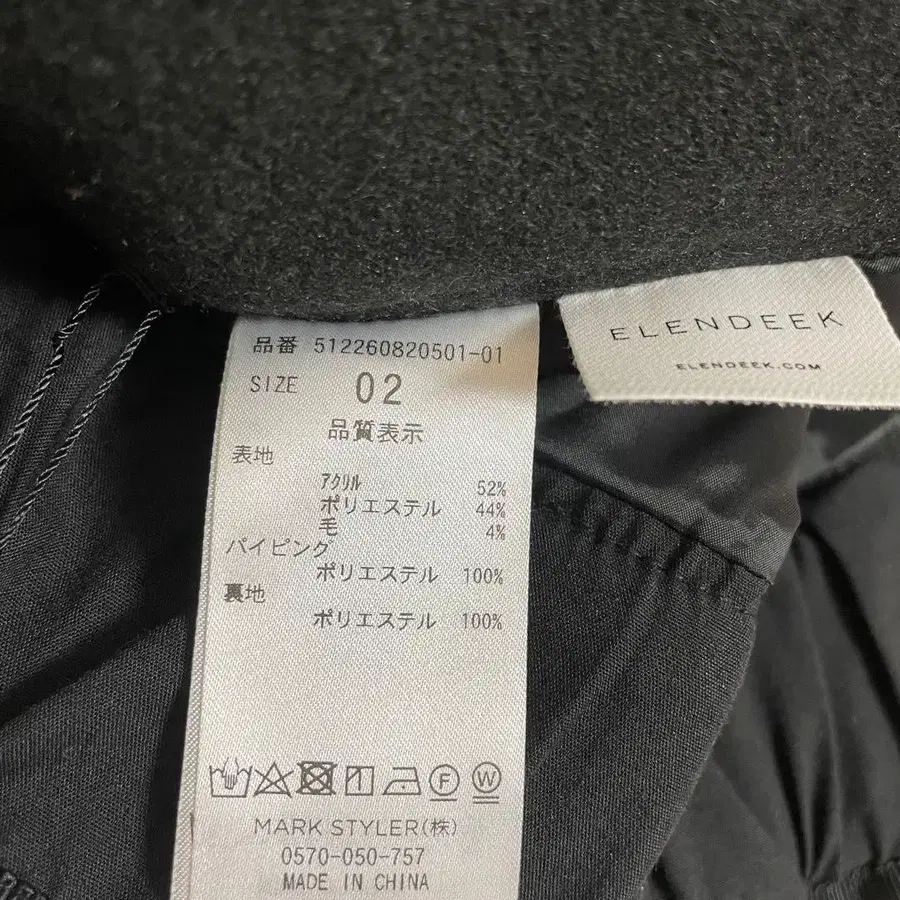 品番 512260820501-01
SIZE 02
品質表示
表地
アクリル 52%
ポリエステル 44%
毛 4%
パイピング
ポリエステル 100%
裏地
ポリエステル 100%
F W
MARK STYLER(株)
0570-050-757
MADE IN CHINA
ELENDEEK
ELENDEEK.COM